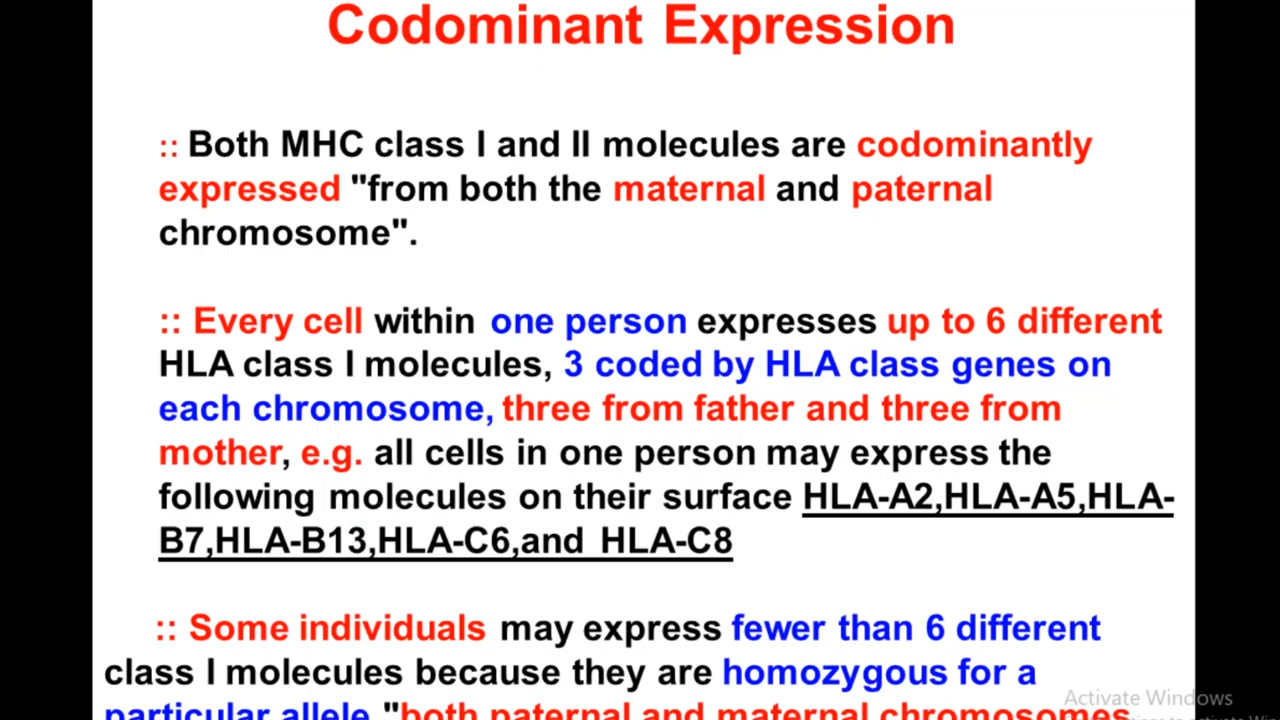 Codominant Expression
:: Both MHC class I and II molecules are codominantly
expressed "from both the maternal and paternal
chromosome".
:: Every cell within one person expresses up to 6 different
HLA class I molecules, 3 coded by HLA class genes on
each chromosome, three from father and three from
mother, e.g. all cells in one person may express the
following molecules on their surface HLA-A2,HLA-A5,HLA-
B7,HLA-B13,HLA-C6,and HLA-C8
:: Some individuals may express fewer than 6 different
class I molecules because they are homozygous for a
particular allele "both paternal and maternal chromosomes
Activate Windows